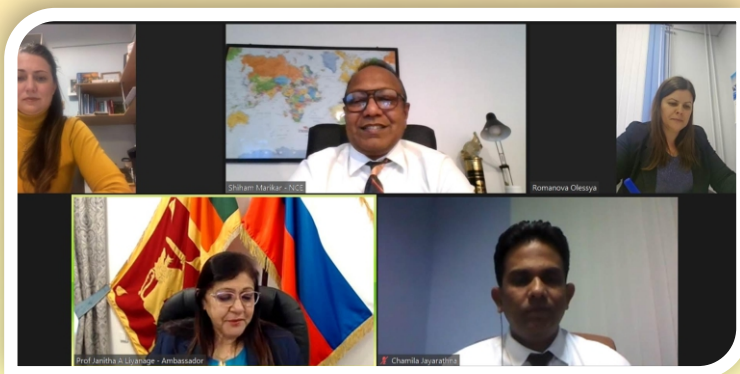 Shiham Marikar - NCE
Romanova Olessya
Prof Janitha A Liyanage - Ambassador
Chamila Jayarathna